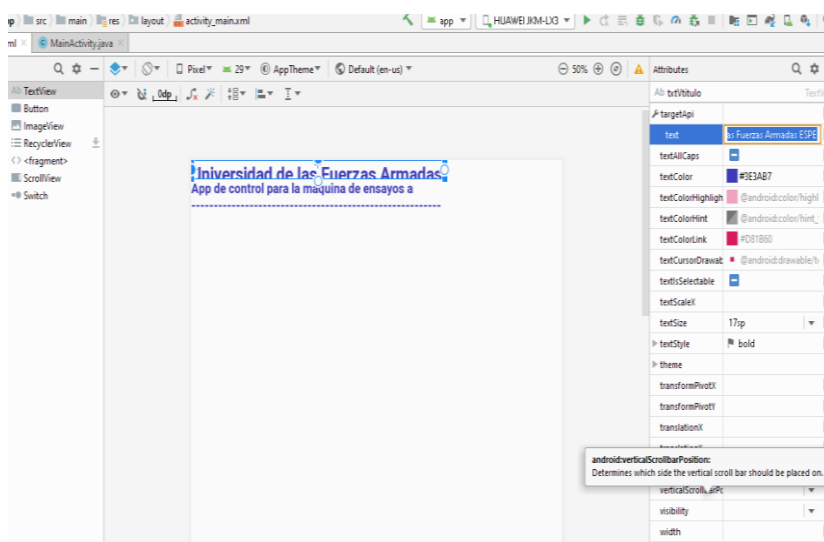 src main res layout activity_main.xml app HUAWEI JKM-LX3
MainActivity.java
Pixel 29 AppTheme Default (en-us) 50% Attributes
Ab TextView
Button
ImageView
RecyclerView
<fragment>
ScrollView
Switch
0dp
Universidad de las Fuerzas Armadas
App de control para la maquina de ensayos a
---------------------------------------------------------
Ab txtVtitulo
targetApi
text as Fuerzas Armadas ESPE
textAllCaps
textColor #3E3AB7
textColorHighligh @android:color/highl
textColorHint @android:color/hint_
textColorLink #D81B60
textCursorDrawab @android:drawable/
textIsSelectable
textScaleX
textSize 17sp
textStyle bold
theme
transformPivotX
transformPivotY
translationX
android:verticalScrollbarPosition:
Determines which side the vertical scroll bar should be placed on.
visibility
width